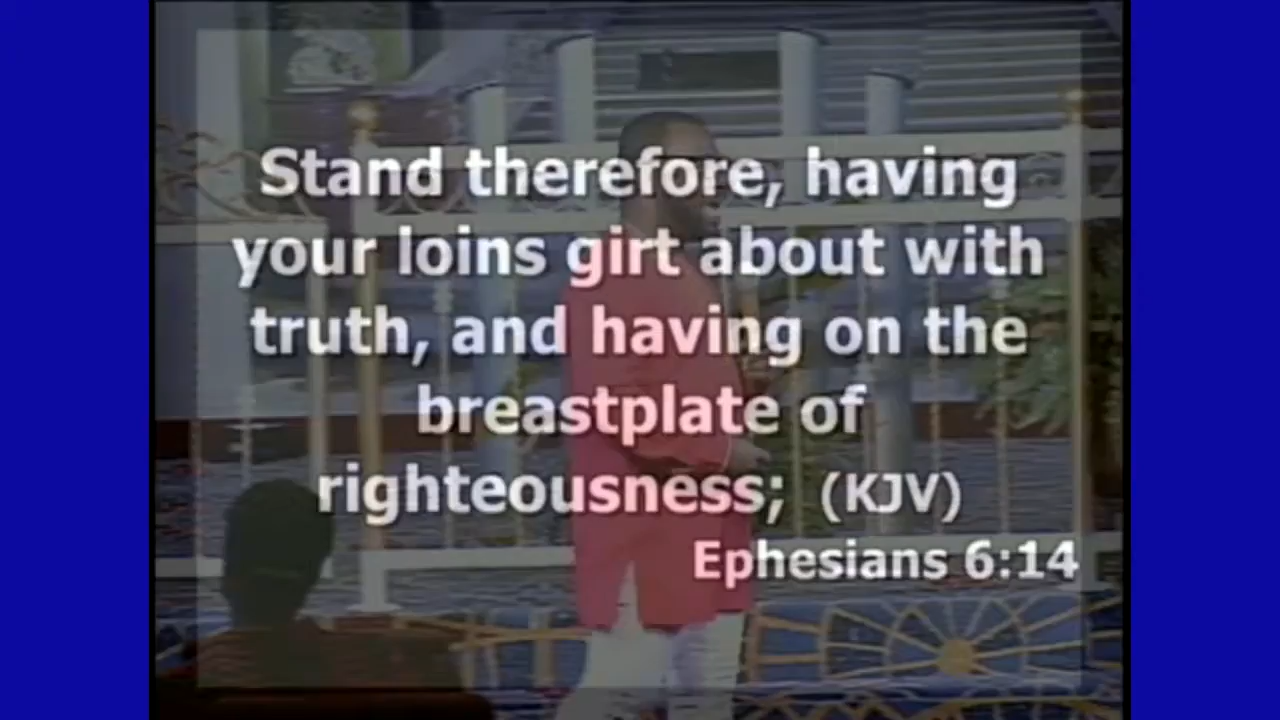 Stand therefore, having
your loins girt about with
truth, and having on the
breastplate of
righteousness; (KJV)
Ephesians 6:14